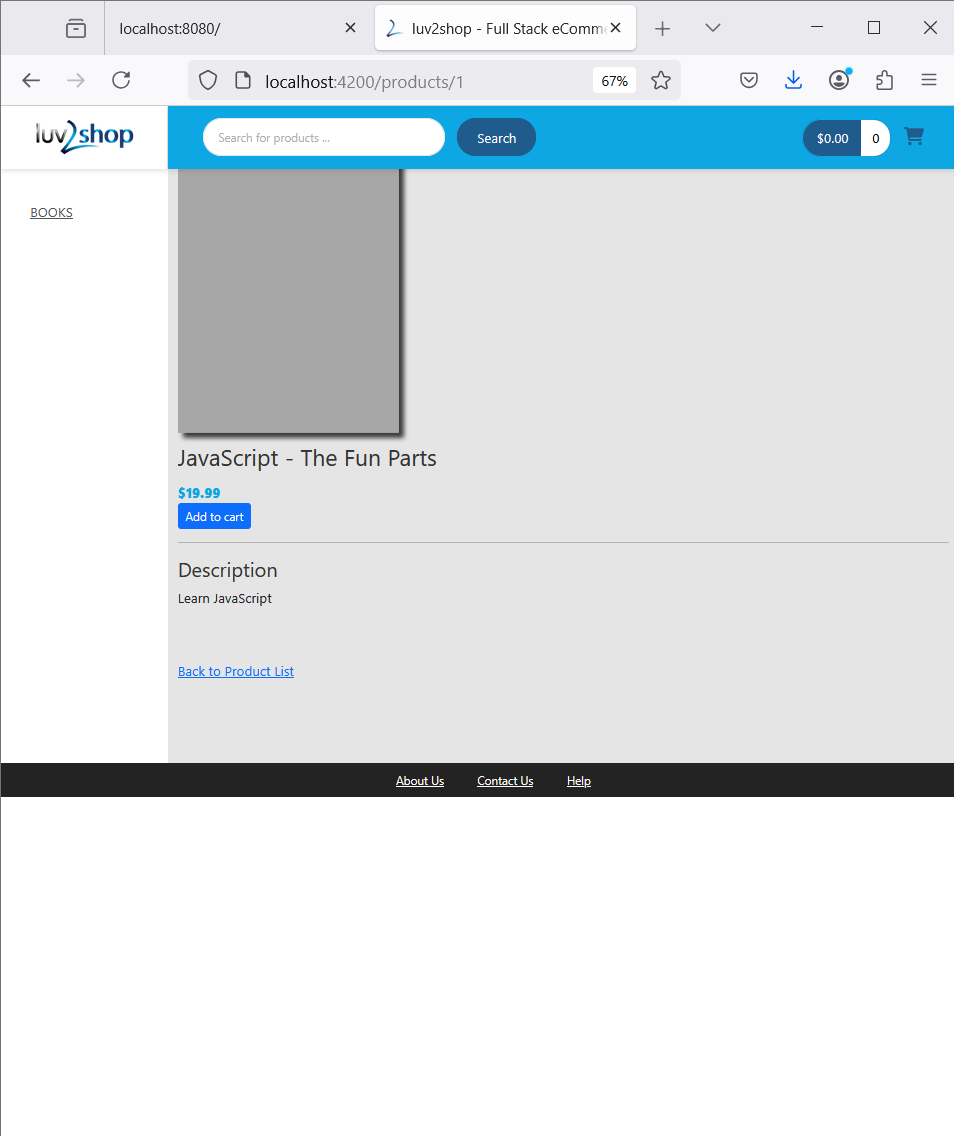 localhost:8080/
luv2shop - Full Stack eComm
localhost:4200/products/1
67%
luv2shop
Search for products ...
Search
$0.00
0
BOOKS
JavaScript - The Fun Parts
$19.99
Add to cart
Description
Learn JavaScript
Back to Product List
About Us
Contact Us
Help